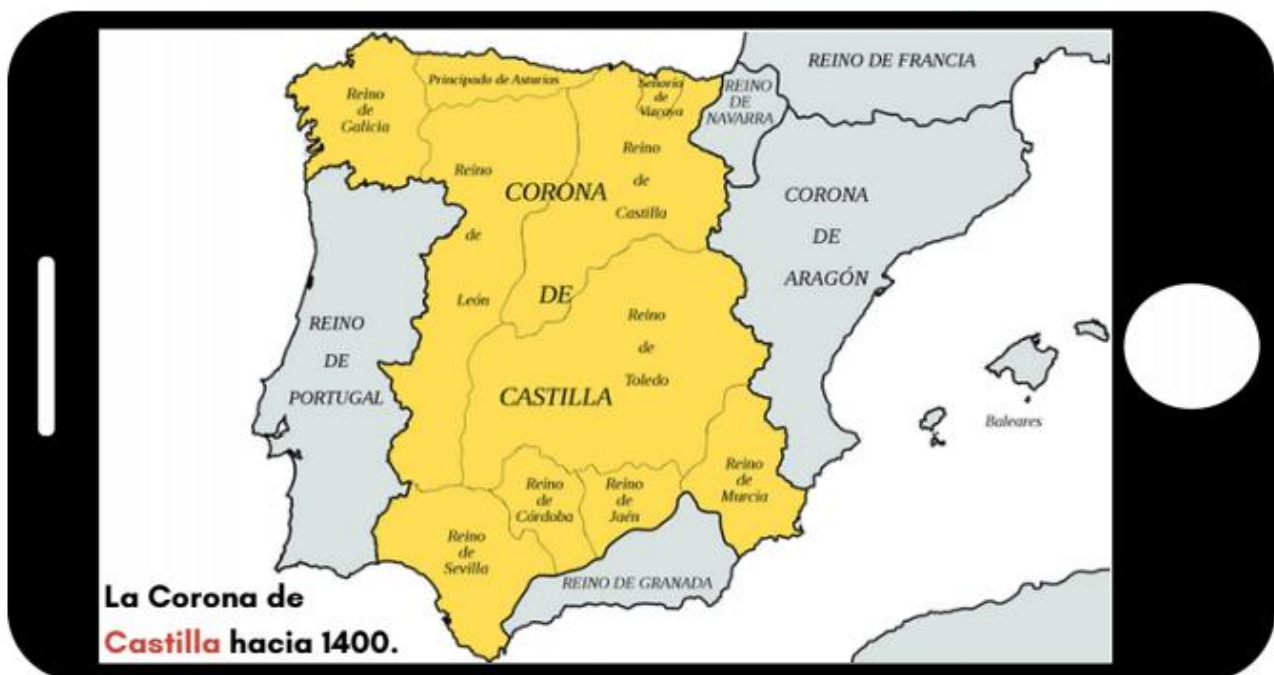 REINO DE FRANCIA
Principado de Asturias
Señorío
de
Vizcaya
REINO
DE
NAVARRA
Reino
de
Galicia
Reino
de
León
Reino
de
Castilla
CORONA
DE
CASTILLA
CORONA
DE
ARAGÓN
REINO
DE
PORTUGAL
Reino
de
Toledo
Baleares
Reino
de
Murcia
Reino
de
Córdoba
Reino
de
Jaén
Reino
de
Sevilla
REINO DE GRANADA
La Corona de
Castilla hacia 1400.